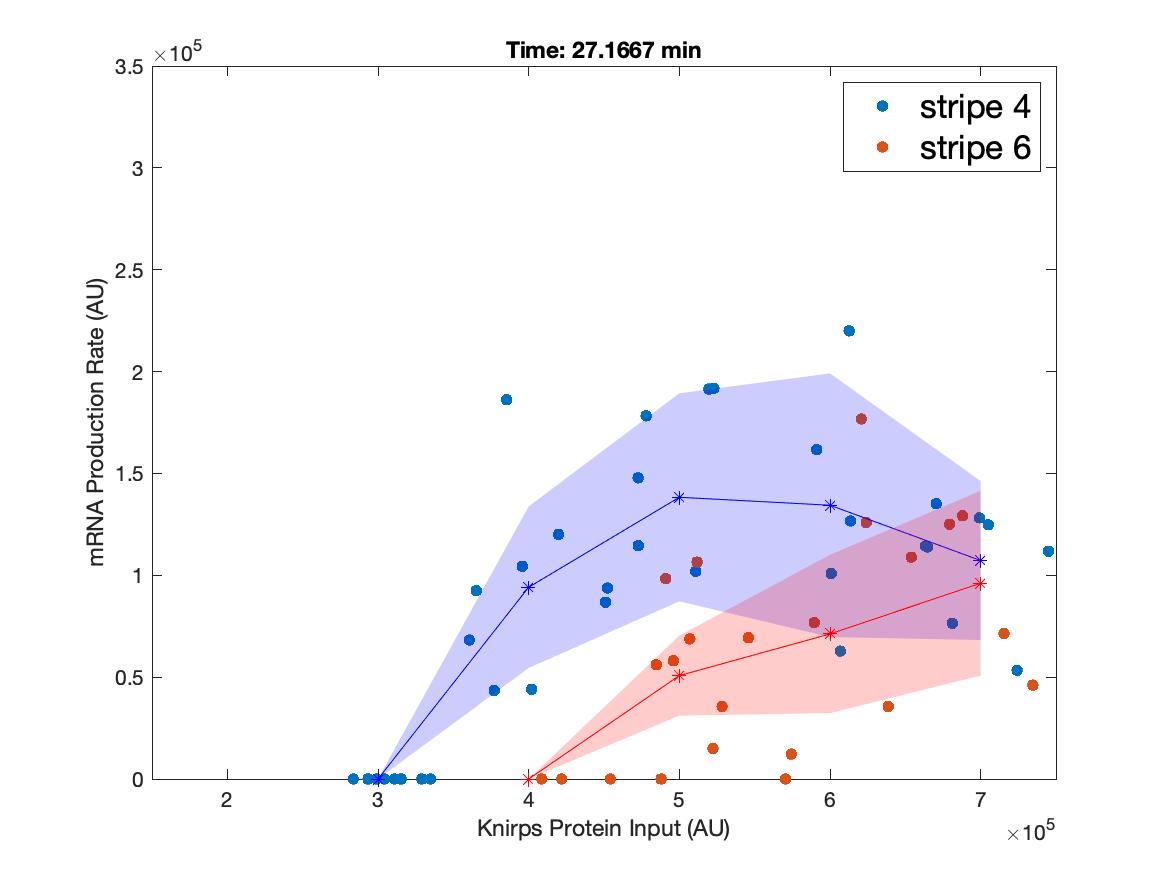 Time: 27.1667 min
×10⁵
3.5
3
2.5
2
1.5
1
0.5
0
mRNA Production Rate (AU)
stripe 4
stripe 6
2 3 4 5 6 7
Knirps Protein Input (AU)
×10⁵